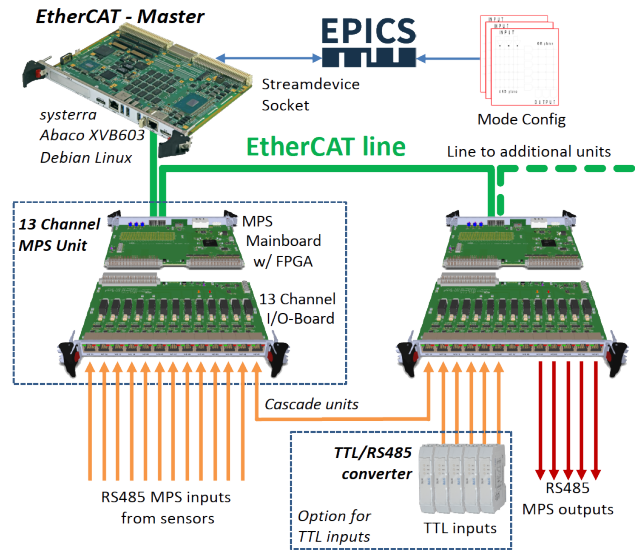 EtherCAT - Master
EPICS
Streamdevice
Socket
INPUT
OUTPUT
Mode Config
systerra
Abaco XVB603
Debian Linux
EtherCAT line
Line to additional units
13 Channel
MPS Unit
MPS
Mainboard
w/ FPGA
13 Channel
I/O-Board
Cascade units
RS485 MPS inputs
from sensors
TTL/RS485
converter
Option for
TTL inputs
TTL inputs
RS485
MPS outputs